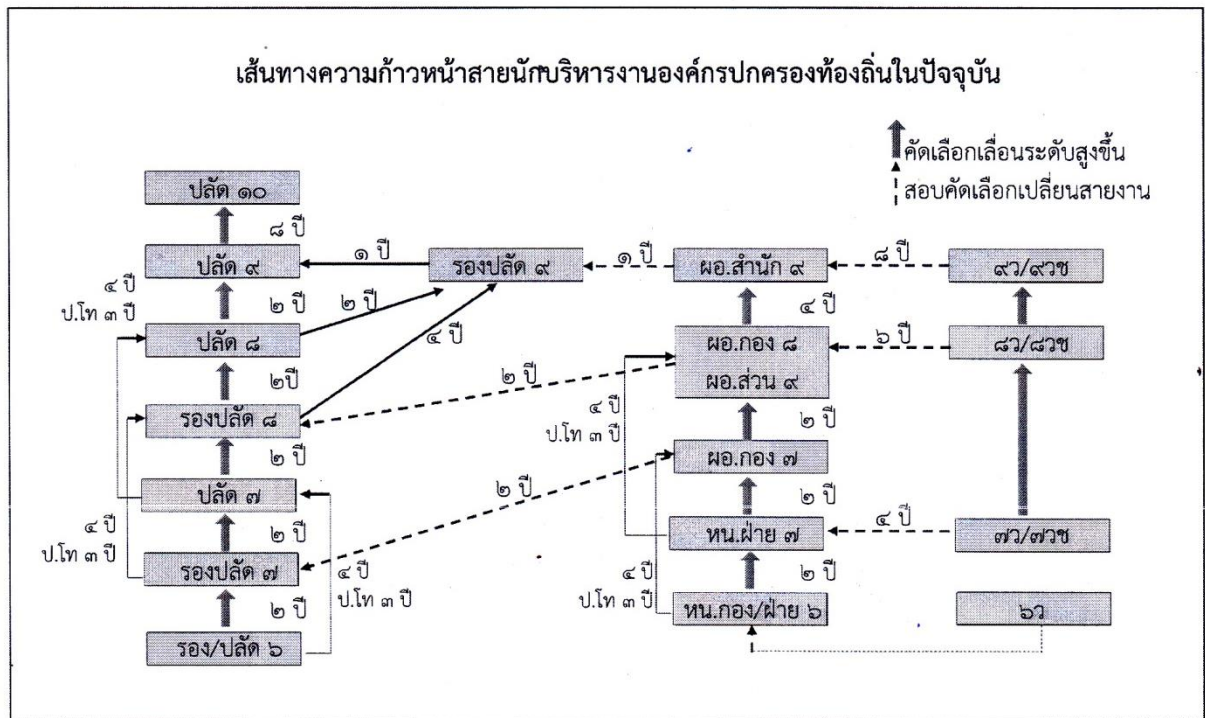 เส้นทางความก้าวหน้าสายนักบริหารงานองค์กรปกครองท้องถิ่นในปัจจุบัน
คัดเลือกเลื่อนระดับสูงขึ้น
สอบคัดเลือกเปลี่ยนสายงาน
ปลัด ๑๐
๘ ปี
ปลัด ๙
๑ ปี
รองปลัด ๙
๑ ปี
ผอ.สำนัก ๙
๘ ปี
๙ว/๙วช
๔ ปี
ป.โท ๓ ปี
๒ ปี
๒ ปี
๔ ปี
๔ ปี
ปลัด ๘
ผอ.กอง ๘
ผอ.ส่วน ๙
๖ ปี
๘ว/๘วช
๒ปี
๒ ปี
รองปลัด ๘
๔ ปี
ป.โท ๓ ปี
๒ ปี
๒ ปี
ผอ.กอง ๗
ปลัด ๗
๒ ปี
๒ ปี
๔ ปี
ป.โท ๓ ปี
๒ ปี
หน.ฝ่าย ๗
๔ ปี
๗ว/๗วช
รองปลัด ๗
๔ ปี
ป.โท ๓ ปี
๔ ปี
ป.โท ๓ ปี
๒ ปี
๒ ปี
รอง/ปลัด ๖
หน.กอง/ฝ่าย ๖
๖ว